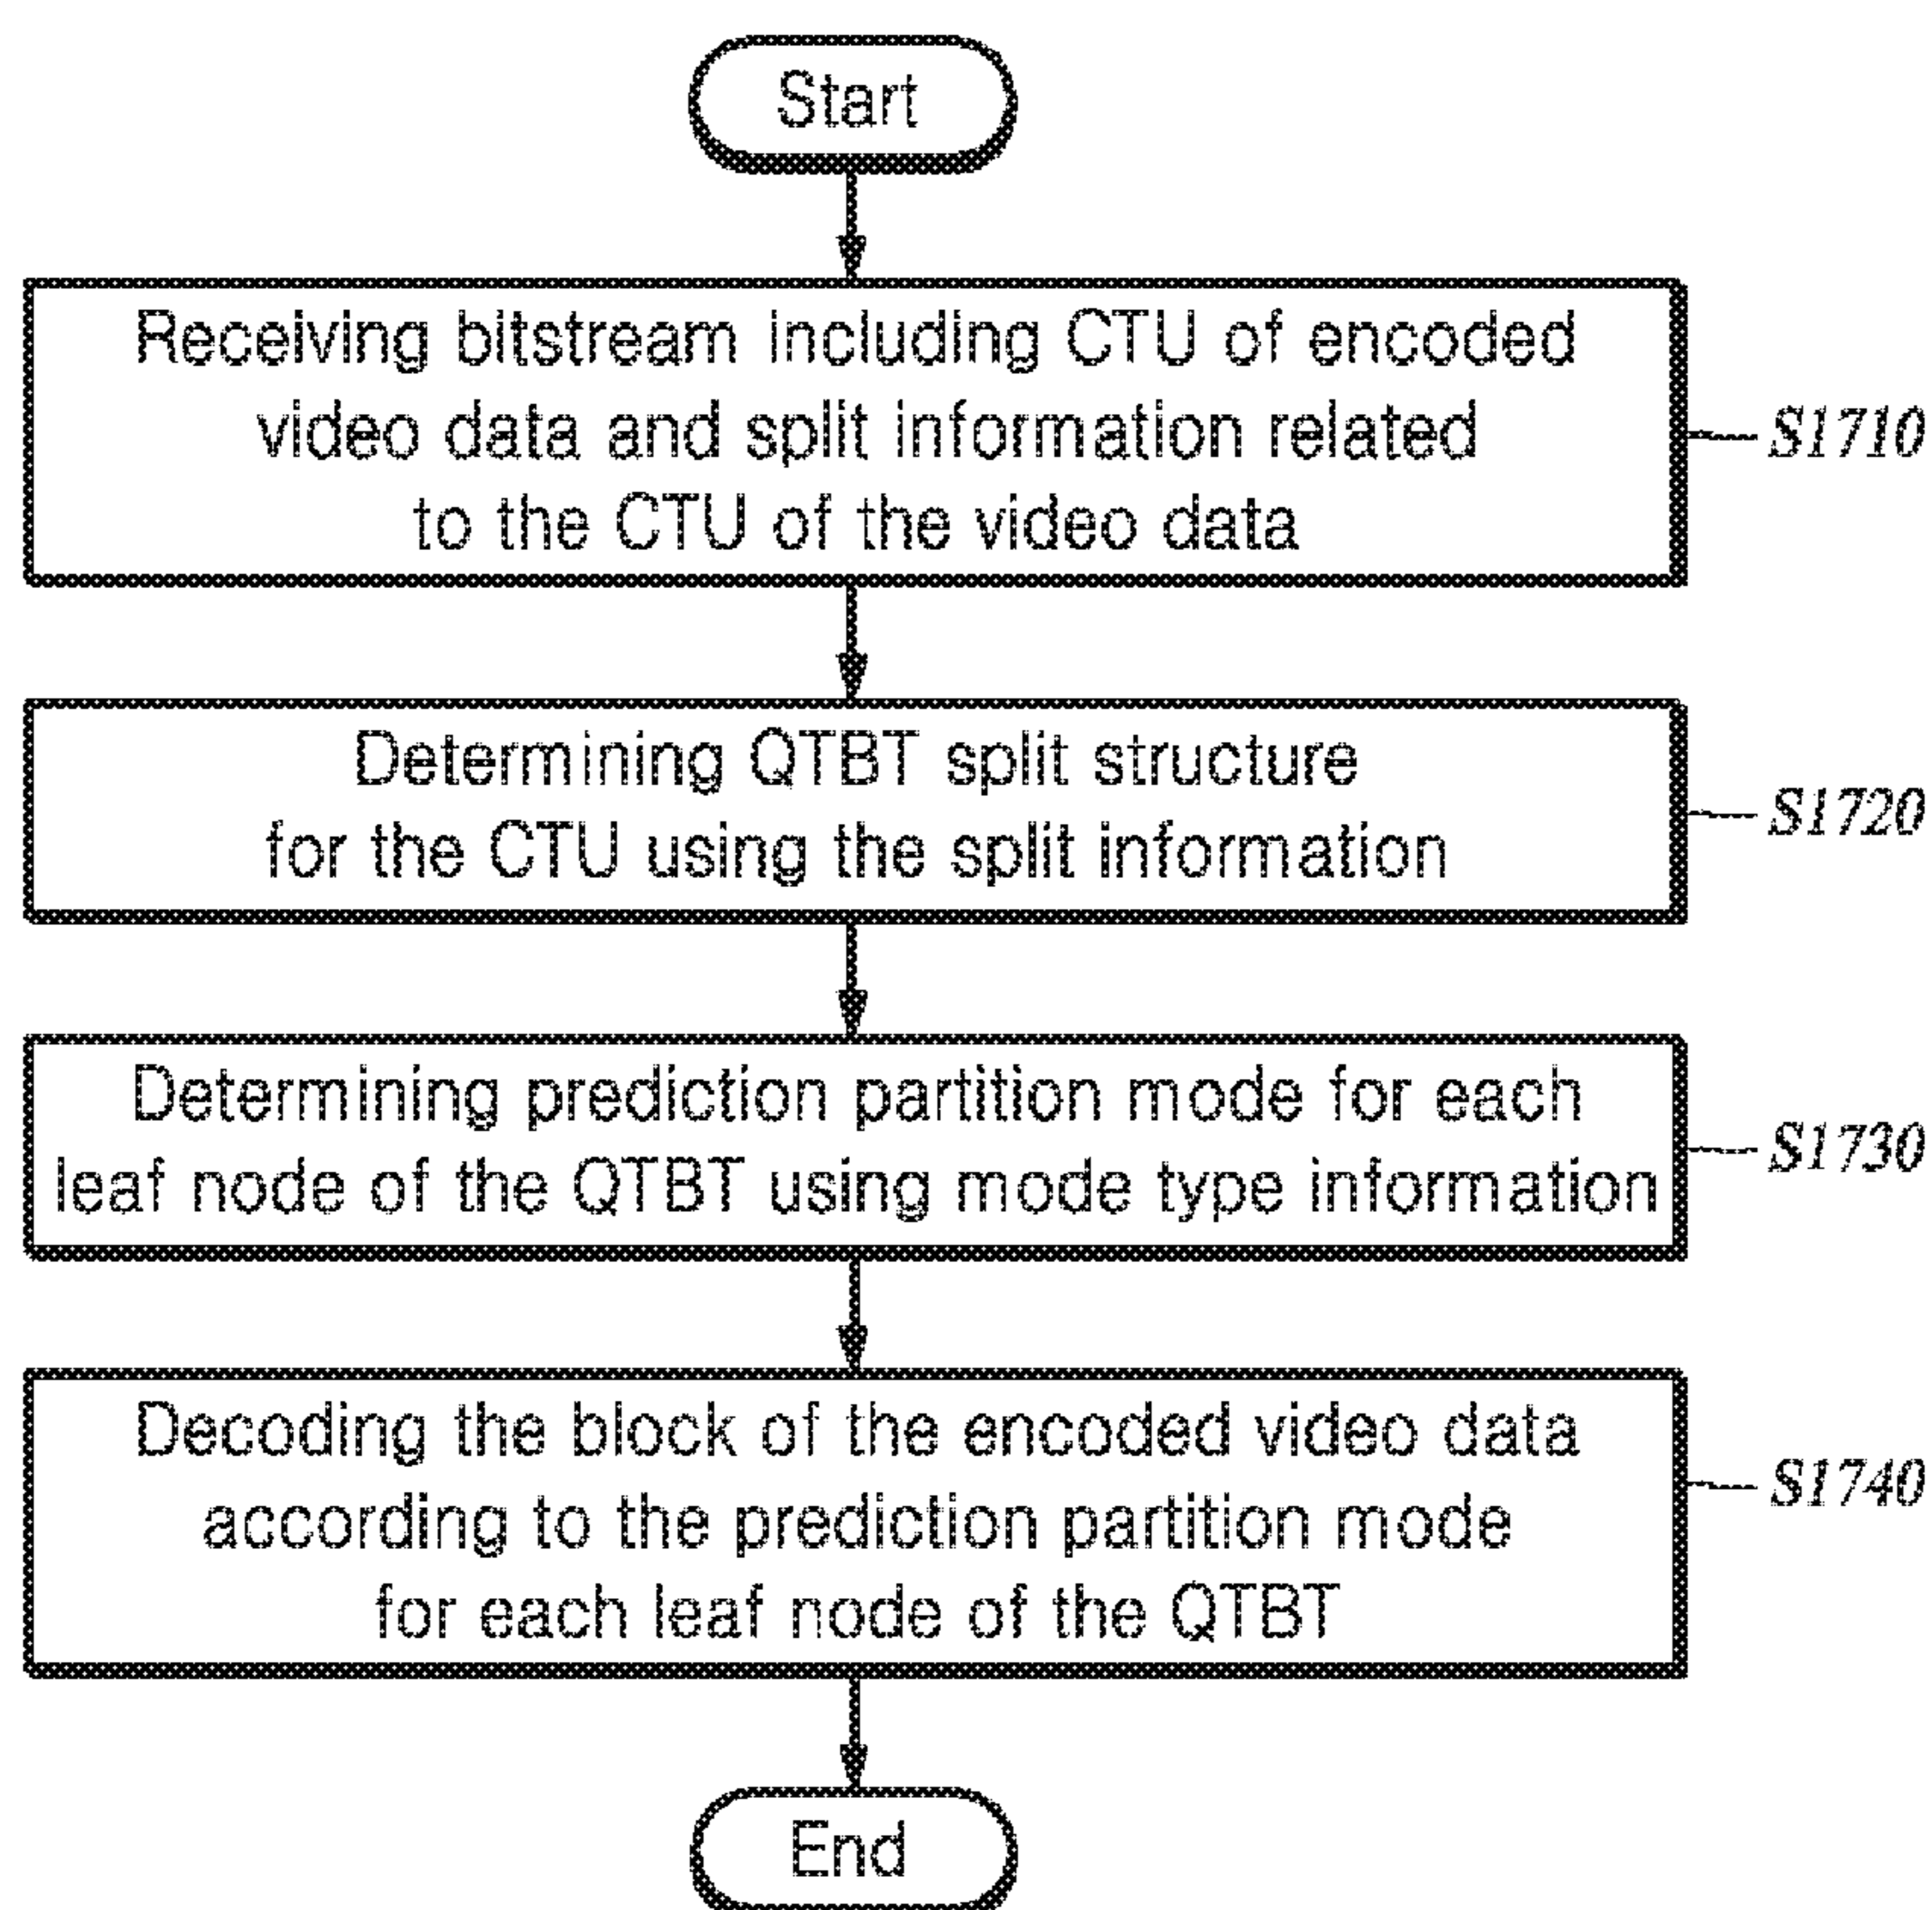 Start
Receiving bitstream including CTU of encoded
video data and split information related
to the CTU of the video data
S1710
Determining QTBT split structure
for the CTU using the split information
S1720
Determining prediction partition mode for each
leaf node of the QTBT using mode type information
S1730
Decoding the block of the encoded video data
according to the prediction partition mode
for each leaf node of the QTBT
S1740
End